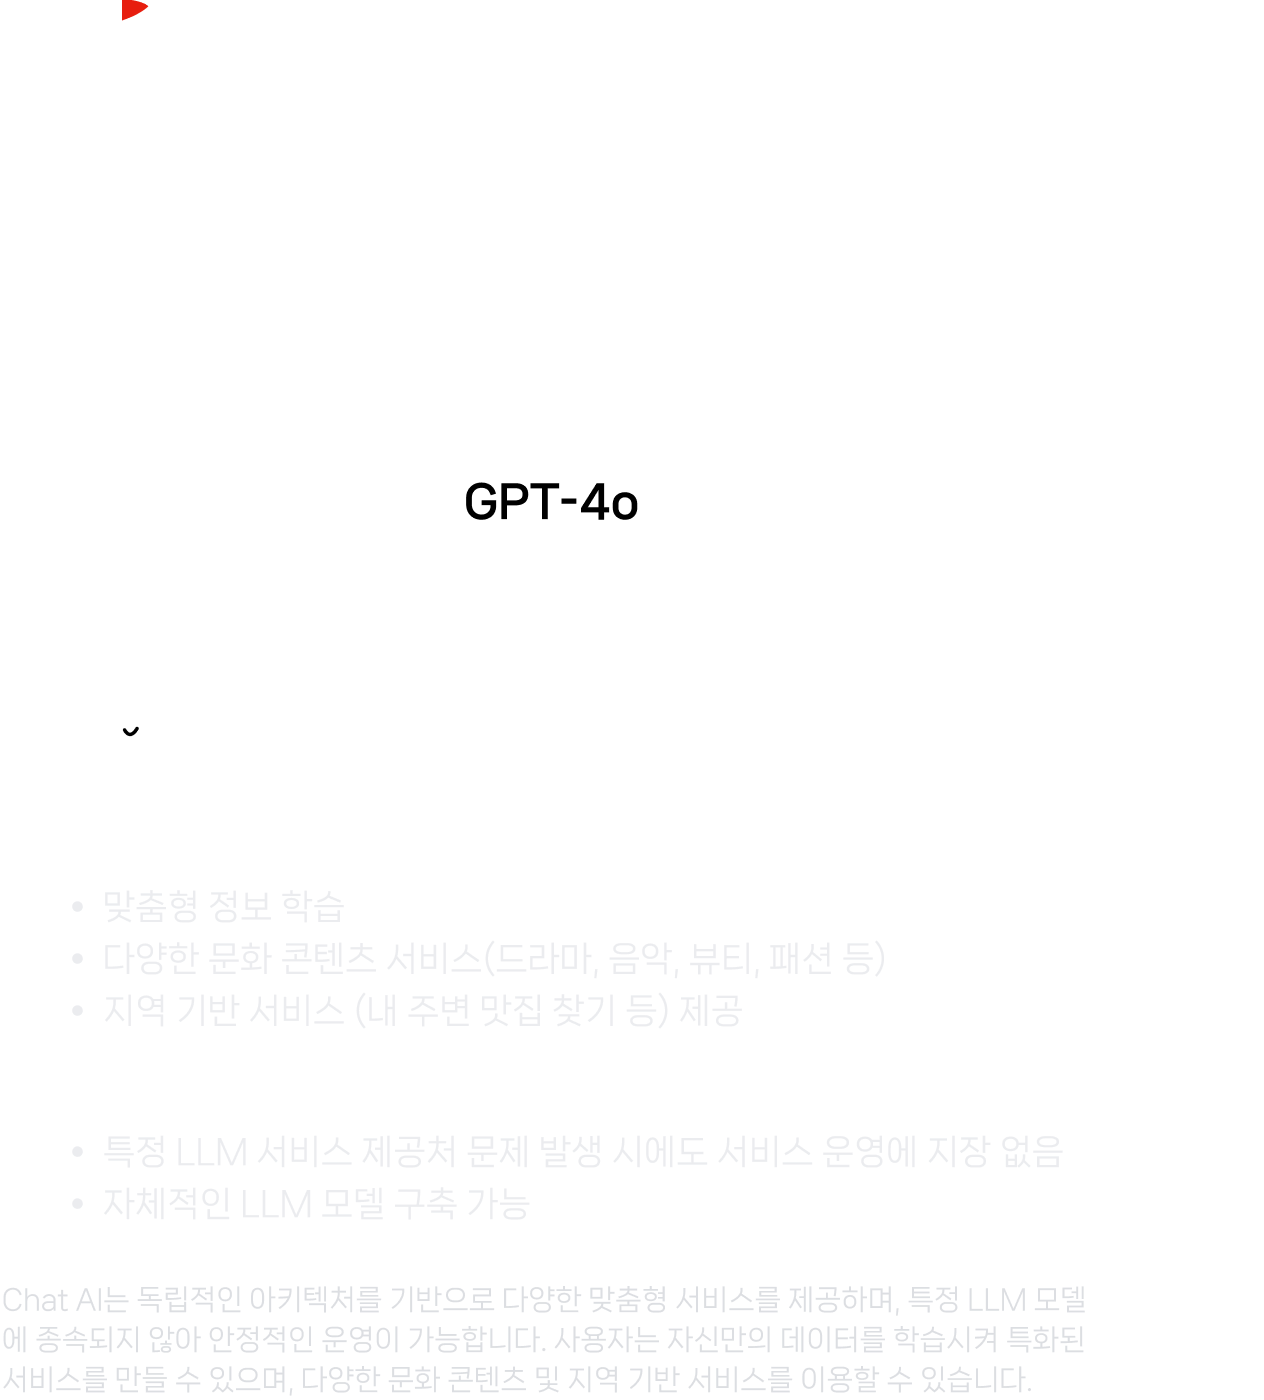 GPT-4o
• 맞춤형 정보 학습
• 다양한 문화 콘텐츠 서비스(드라마, 음악, 뷰티, 패션 등)
• 지역 기반 서비스 (내 주변 맛집 찾기 등) 제공
• 특정 LLM 서비스 제공처 문제 발생 시에도 서비스 운영에 지장 없음
• 자체적인 LLM 모델 구축 가능
Chat AI는 독립적인 아키텍처를 기반으로 다양한 맞춤형 서비스를 제공하며, 특정 LLM 모델
에 종속되지 않아 안정적인 운영이 가능합니다. 사용자는 자신만의 데이터를 학습시켜 특화된
서비스를 만들 수 있으며, 다양한 문화 콘텐츠 및 지역 기반 서비스를 이용할 수 있습니다.